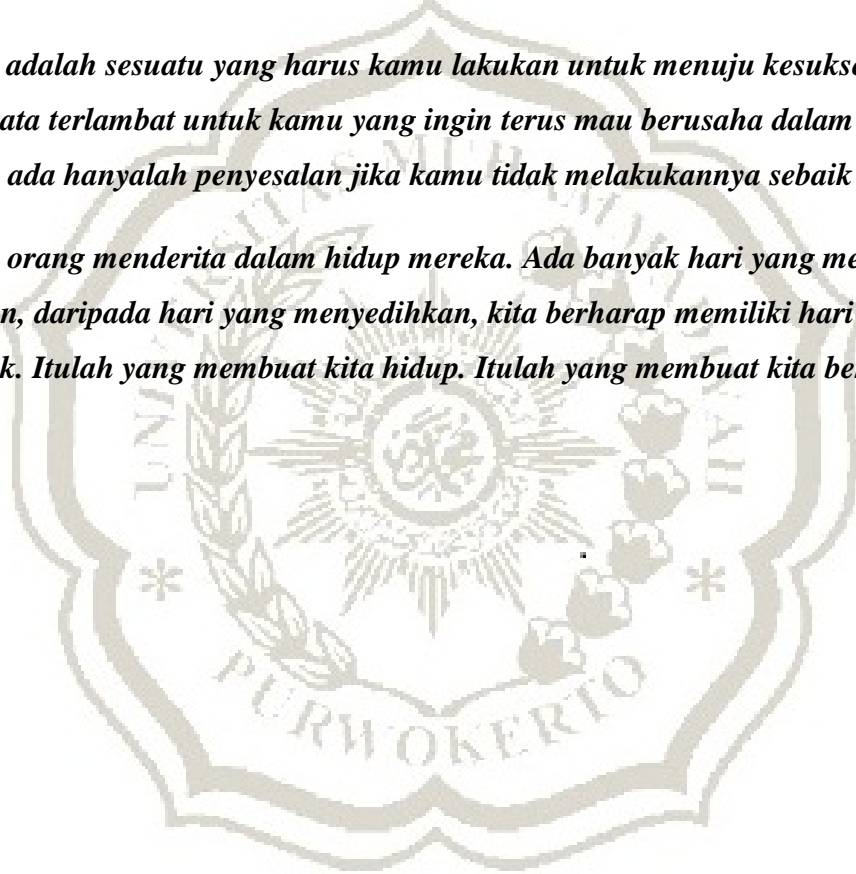 adalah sesuatu yang harus kamu lakukan untuk menuju kesukse
ata terlambat untuk kamu yang ingin terus mau berusaha dalam
ada hanyalah penyesalan jika kamu tidak melakukannya sebaik
orang menderita dalam hidup mereka. Ada banyak hari yang me
n, daripada hari yang menyedihkan, kita berharap memiliki hari
k. Itulah yang membuat kita hidup. Itulah yang membuat kita be
UNIVERSITAS MUHAMMADIYAH
PURWOKERTO